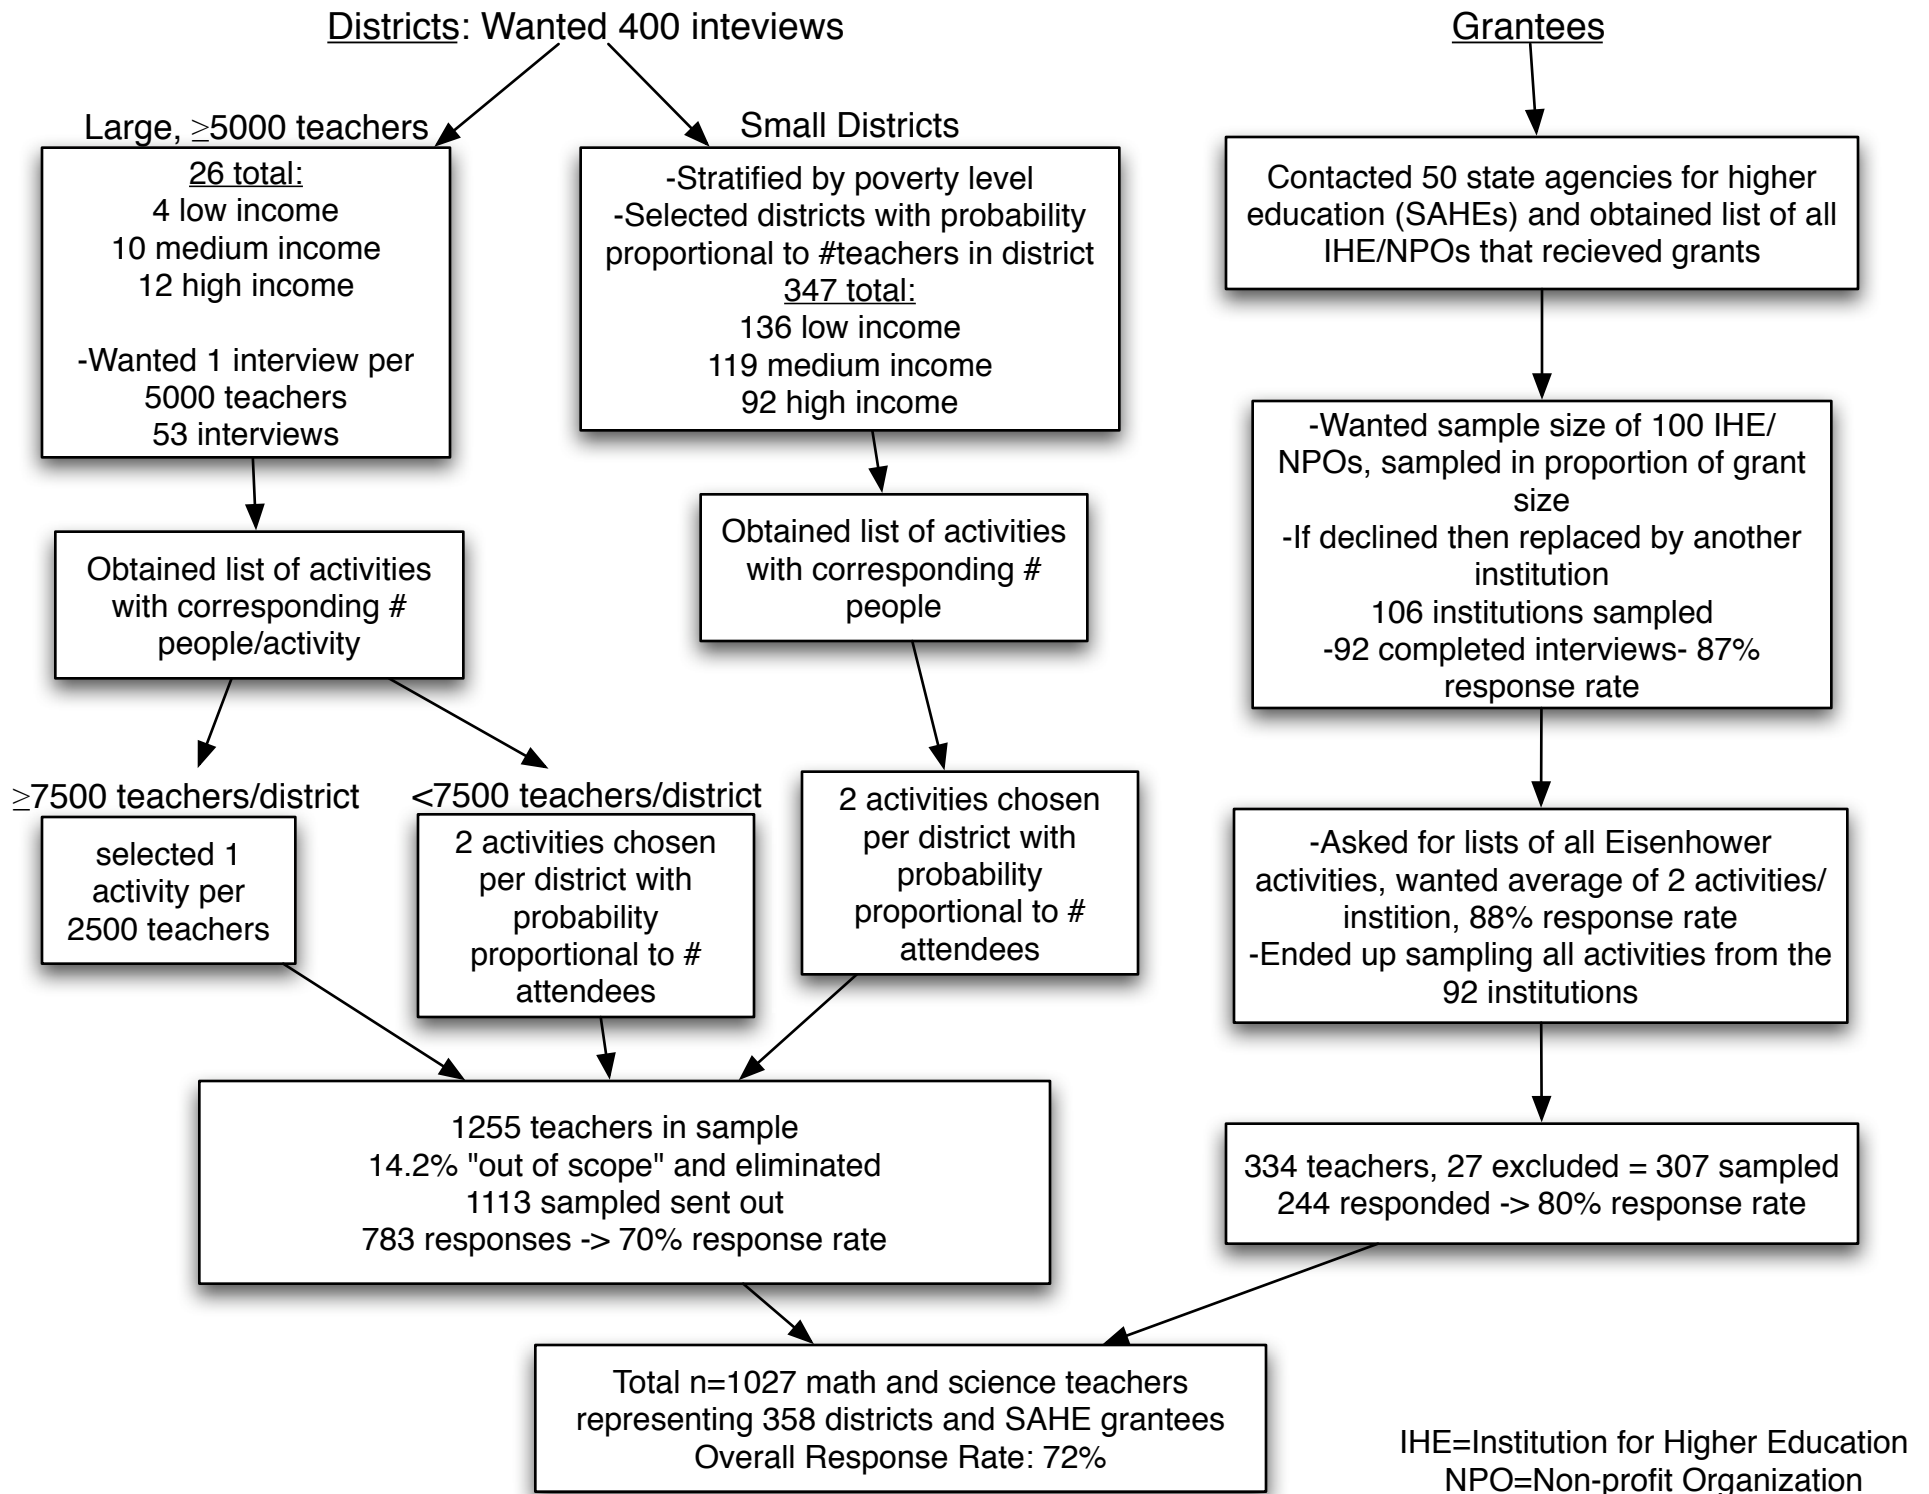 Districts: Wanted 400 inteviews
Large, ≥5000 teachers
26 total:
4 low income
10 medium income
12 high income
-Wanted 1 interview per
5000 teachers
53 interviews
Small Districts
-Stratified by poverty level
-Selected districts with probability
proportional to #teachers in district
347 total:
136 low income
119 medium income
92 high income
Obtained list of activities
with corresponding #
people/activity
Obtained list of activities
with corresponding #
people
≥7500 teachers/district
selected 1
activity per
2500 teachers
<7500 teachers/district
2 activities chosen
per district with
probability
proportional to #
attendees
2 activities chosen
per district with
probability
proportional to #
attendees
1255 teachers in sample
14.2% "out of scope" and eliminated
1113 sampled sent out
783 responses -> 70% response rate
Grantees
Contacted 50 state agencies for higher
education (SAHEs) and obtained list of all
IHE/NPOs that recieved grants
-Wanted sample size of 100 IHE/
NPOs, sampled in proportion of grant
size
-If declined then replaced by another
institution
106 institutions sampled
-92 completed interviews- 87%
response rate
-Asked for lists of all Eisenhower
activities, wanted average of 2 activities/
instition, 88% response rate
-Ended up sampling all activities from the
92 institutions
334 teachers, 27 excluded = 307 sampled
244 responded -> 80% response rate
Total n=1027 math and science teachers
representing 358 districts and SAHE grantees
Overall Response Rate: 72%
IHE=Institution for Higher Education
NPO=Non-profit Organization